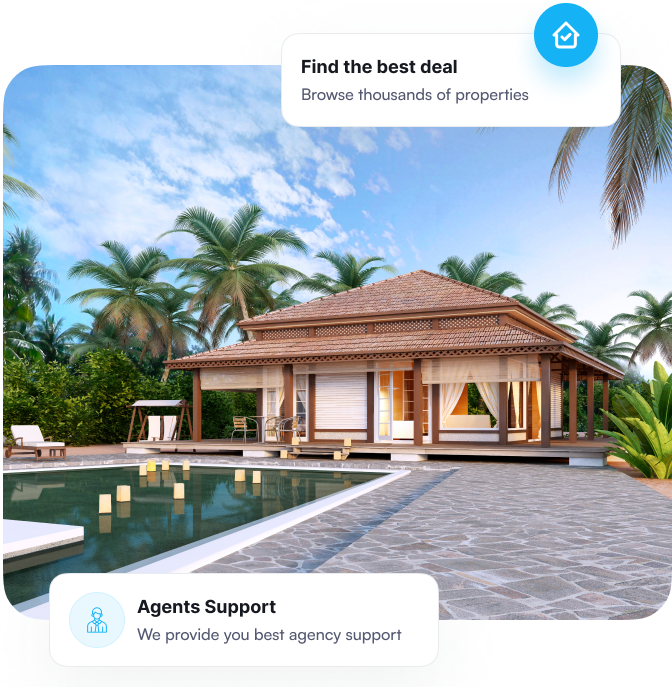 Find the best deal
Browse thousands of properties
Agents Support
We provide you best agency support